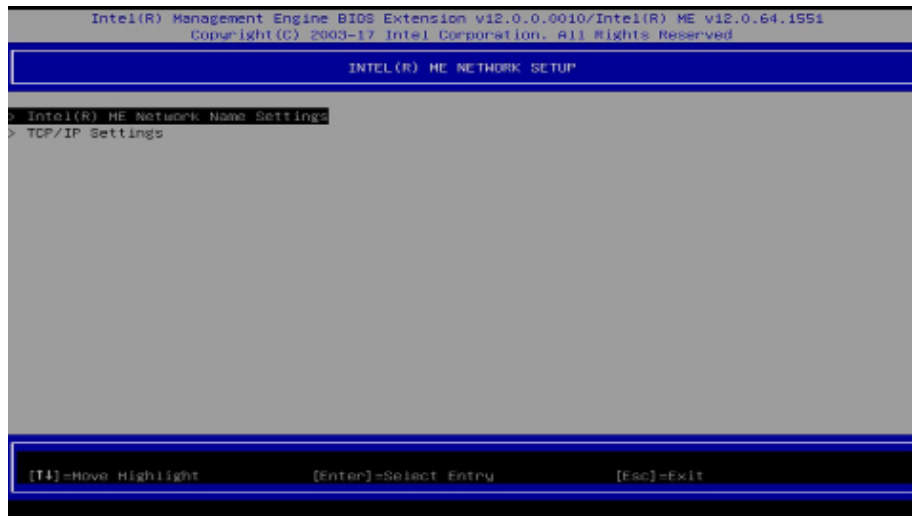 Intel(R) Management Engine BIOS Extension v12.0.0.0010/Intel(R) ME v12.0.64.1551
Copyright(C) 2003-17 Intel Corporation. All Rights Reserved
INTEL(R) ME NETWORK SETUP
> Intel(R) ME Network Name Settings
> TCP/IP Settings
[↑↓]=Move Highlight [Enter]=Select Entry [Esc]=Exit